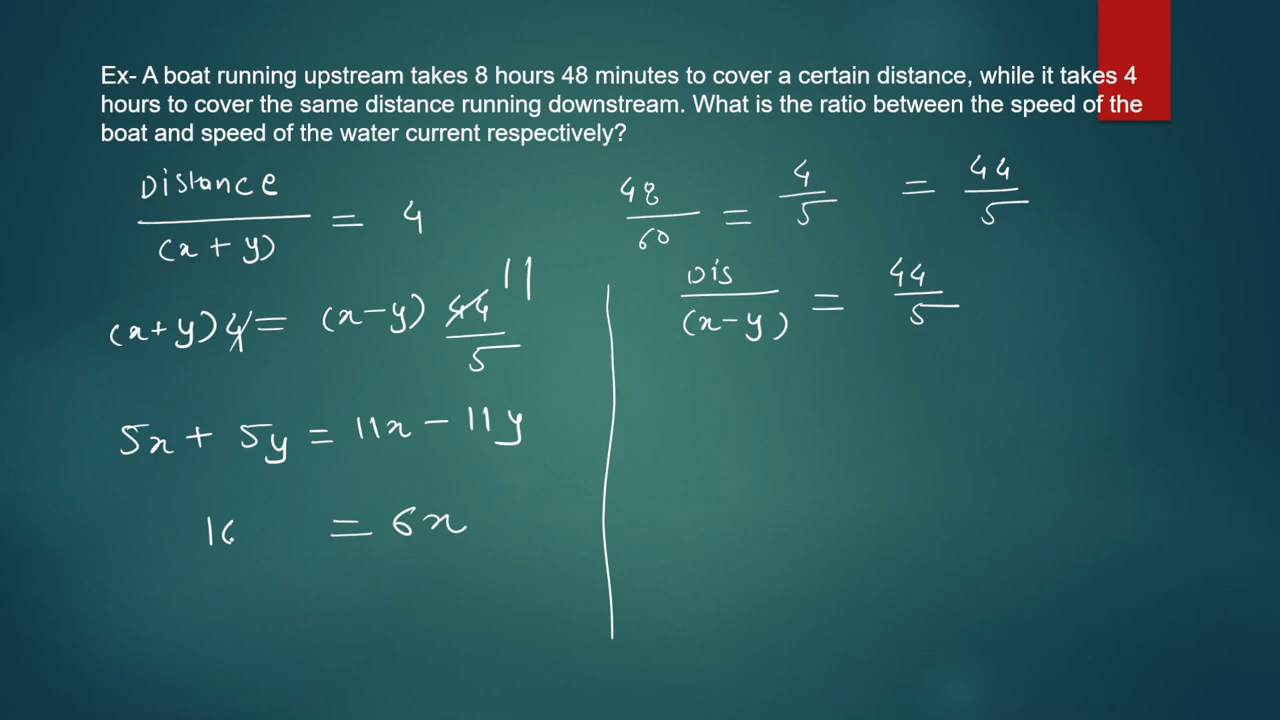 Ex- A boat running upstream takes 8 hours 48 minutes to cover a certain distance, while it takes 4
hours to cover the same distance running downstream. What is the ratio between the speed of the
boat and speed of the water current respectively?
Distance
(x + y)
= 4
(x+y) 4 = (x-y) 44 11
5
5x + 5y = 11x - 11y
16 = 6x
48
60
=
4
5
=
44
5
Dis
(x-y)
=
44
5